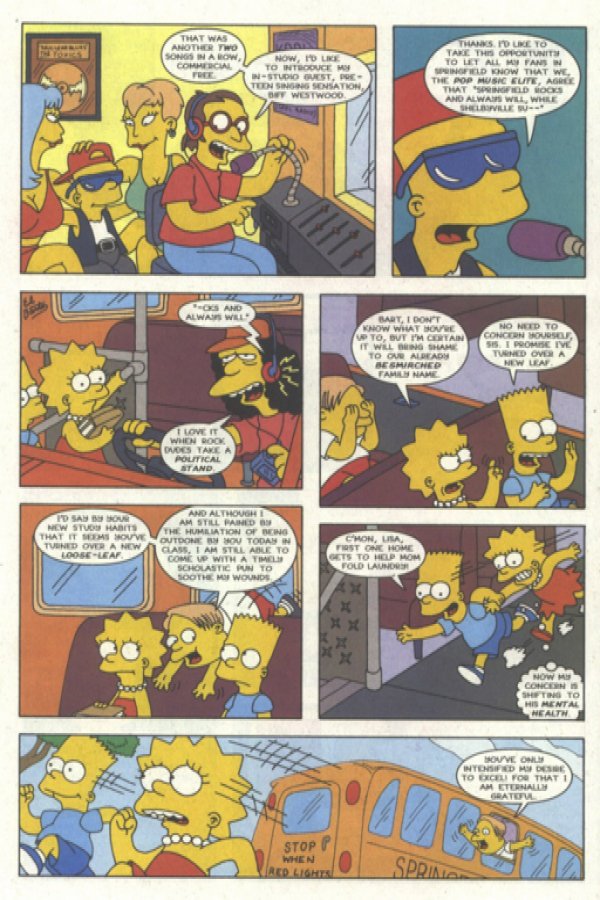 THAT WAS
ANOTHER TWO
SONGS IN A ROW,
COMMERCIAL
FREE.
NOW, I'D LIKE
TO INTRODUCE MY
IN-STUDIO GUEST, PRE-
TEEN SINGING SENSATION,
BIFF WESTWOOD.
THANKS. I'D LIKE TO
TAKE THIS OPPORTUNITY
TO LET ALL MY FANS IN
SPRINGFIELD KNOW THAT WE,
THE POP MUSIC ELITE, AGREE
THAT "SPRINGFIELD ROCKS
AND ALWAYS WILL, WHILE
SHELBYVILLE SU--"
"-CKS AND
ALWAYS WILL."
I LOVE IT
WHEN ROCK
DUDES TAKE A
POLITICAL
STAND.
BART, I DON'T
KNOW WHAT YOU'RE
UP TO, BUT I'M CERTAIN
IT WILL BRING SHAME
TO OUR ALREADY
BESMIRCHED
FAMILY NAME.
NO NEED TO
CONCERN YOURSELF,
SIS. I PROMISE I'VE
TURNED OVER A
NEW LEAF.
I'D SAY BY YOUR
NEW STUDY HABITS
THAT IT SEEMS YOU'VE
TURNED OVER A NEW
LOOSE-LEAF.
AND ALTHOUGH I
AM STILL PAINED BY
THE HUMILIATION OF BEING
OUTDONE BY YOU TODAY IN
CLASS, I AM STILL ABLE TO
COME UP WITH A TIMELY
SCHOLASTIC PUN TO
SOOTHE MY WOUNDS.
C'MON, LISA,
FIRST ONE HOME
GETS TO HELP MOM
FOLD LAUNDRY!
NOW MY
CONCERN IS
SHIFTING TO
HIS MENTAL
HEALTH.
YOU'VE ONLY
INTENSIFIED MY DESIRE
TO EXCEL! FOR THAT I
AM ETERNALLY
GRATEFUL.
STOP
WHEN
RED LIGHTS